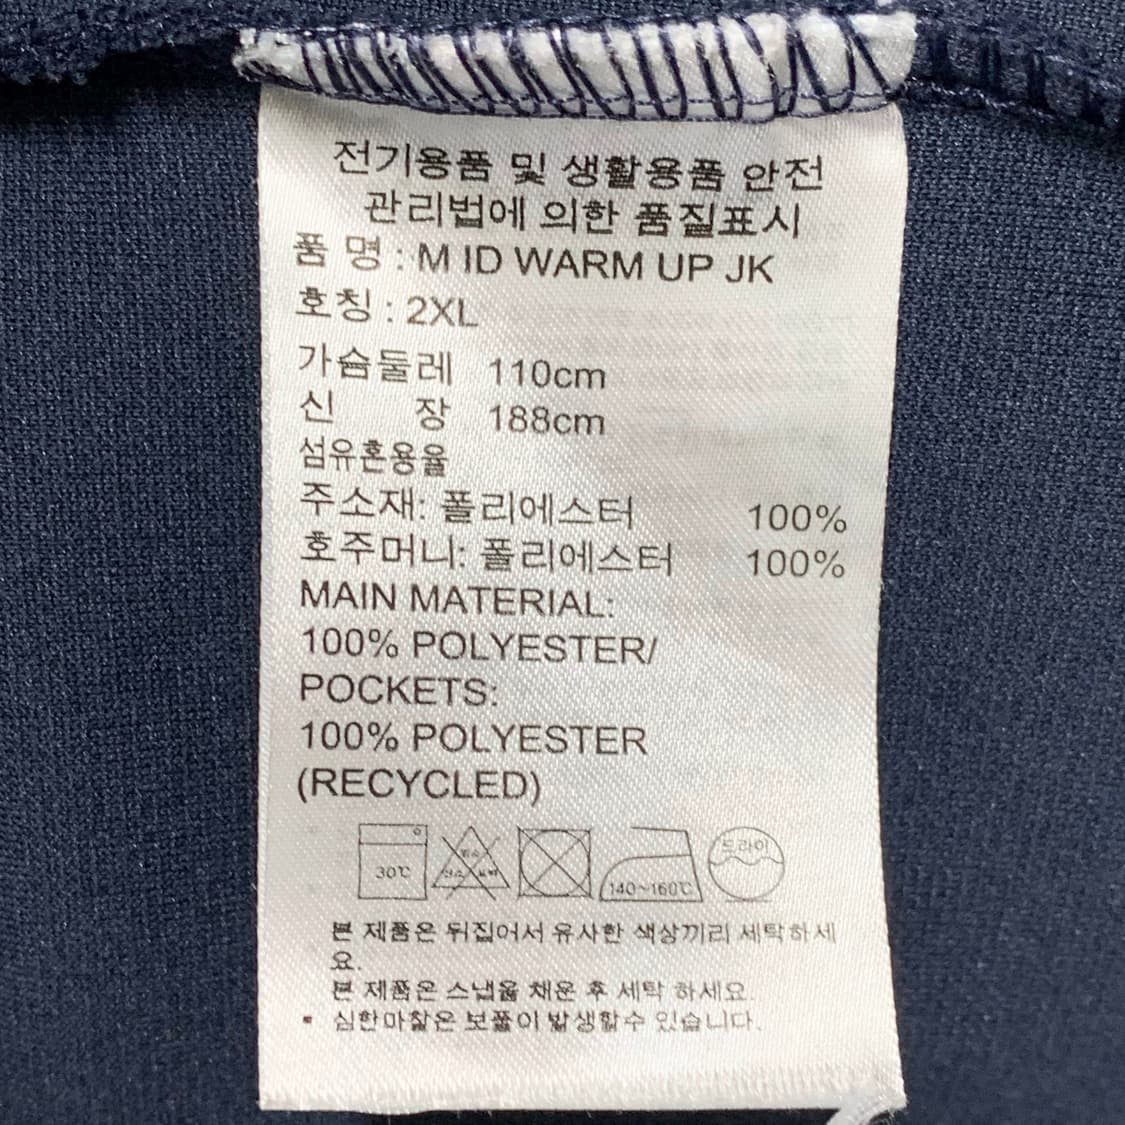 전기용품 및 생활용품 안전
관리법에 의한 품질표시
품 명 : M ID WARM UP JK
호칭 : 2XL
가슴둘레 110cm
신 장 188cm
섬유혼용율
주소재: 폴리에스터 100%
호주머니: 폴리에스터 100%
MAIN MATERIAL:
100% POLYESTER/
POCKETS:
100% POLYESTER
(RECYCLED)
30℃ 140~160℃ 드라이
본 제품은 뒤집어서 유사한 색상끼리 세탁하세
요.
본 제품은 스냅을 채운 후 세탁 하세요.
심한마찰은 보풀이 발생할수 있습니다.